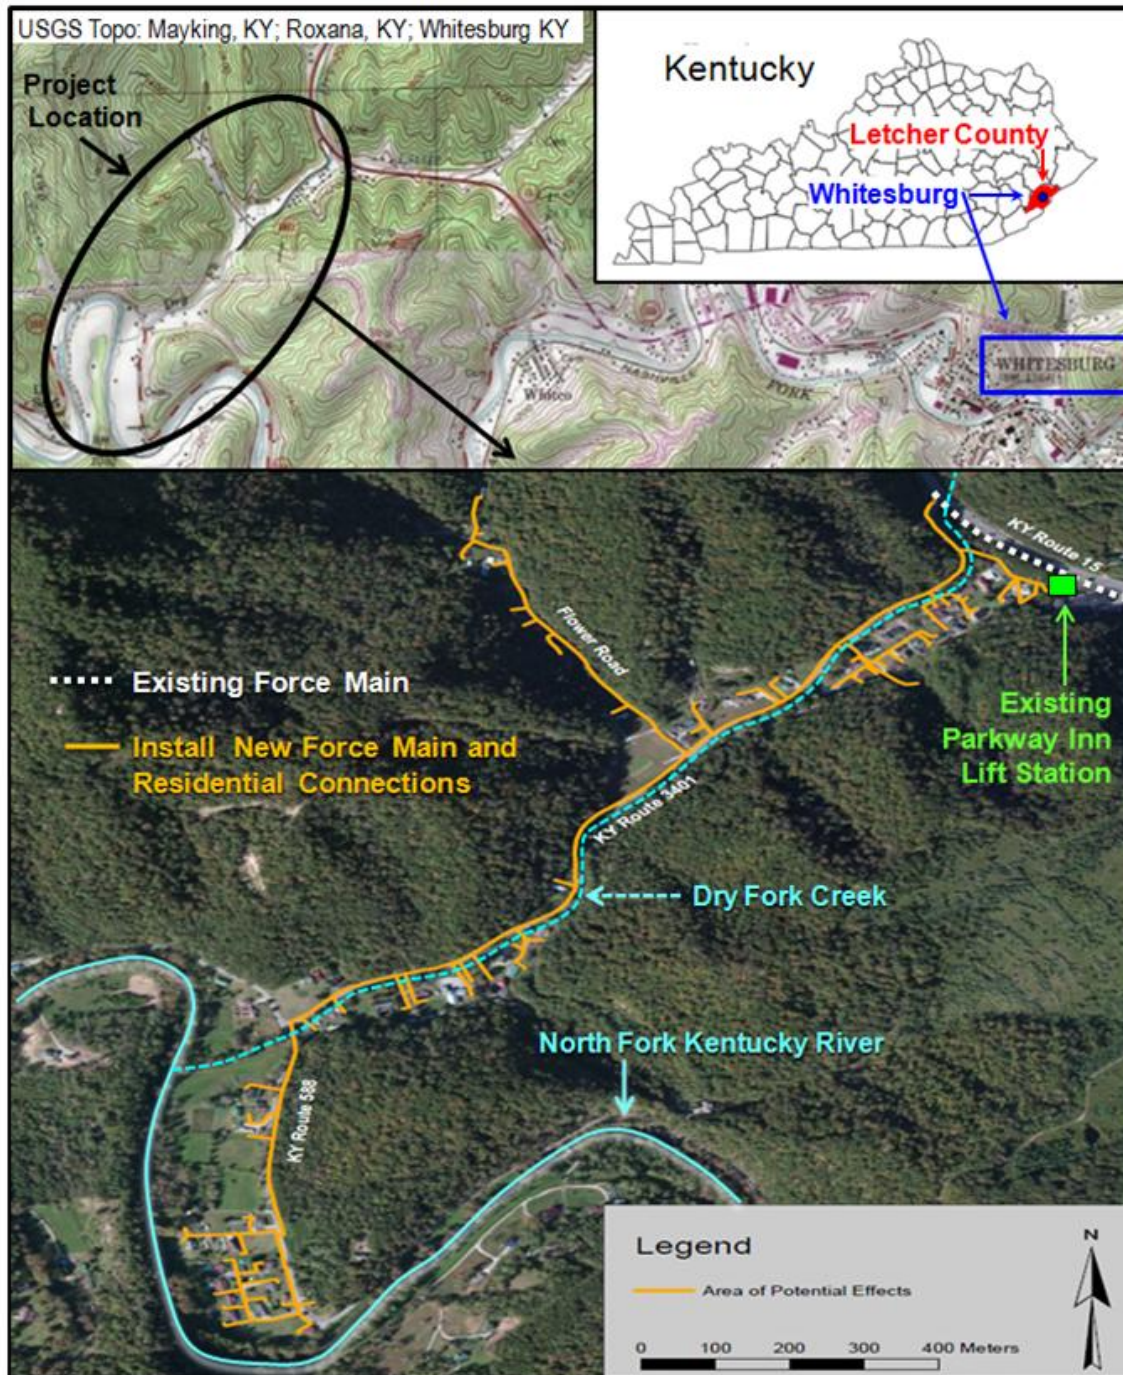 USGS Topo: Mayking, KY; Roxana, KY; Whitesburg KY
Project
Location
Kentucky
Letcher County
Whitesburg
NASHVILLE
FORK
Whitco
WHITESBURG
KY Route 15
Flower Road
Existing Force Main
Install New Force Main and
Residential Connections
Existing
Parkway Inn
Lift Station
KY Route 3401
Dry Fork Creek
North Fork Kentucky River
KY Route 588
Legend
N
Area of Potential Effects
0 100 200 300 400 Meters